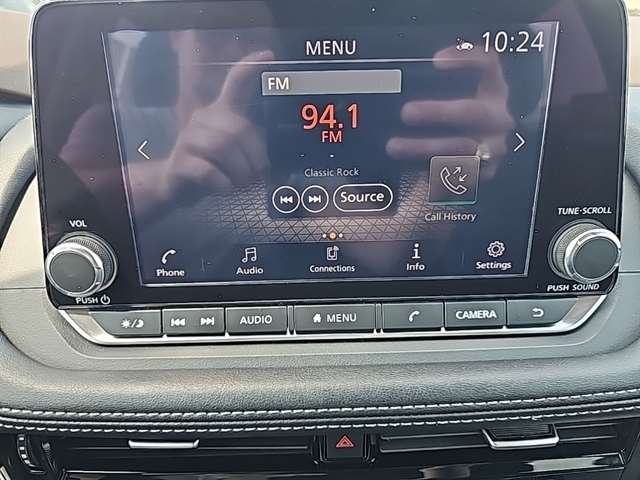 MENU
10:24
FM
94.1
FM
Classic Rock
Source
Call History
Phone
Audio
Connections
Info
Settings
VOL
PUSH
TUNE·SCROLL
PUSH SOUND
AUDIO
MENU
CAMERA